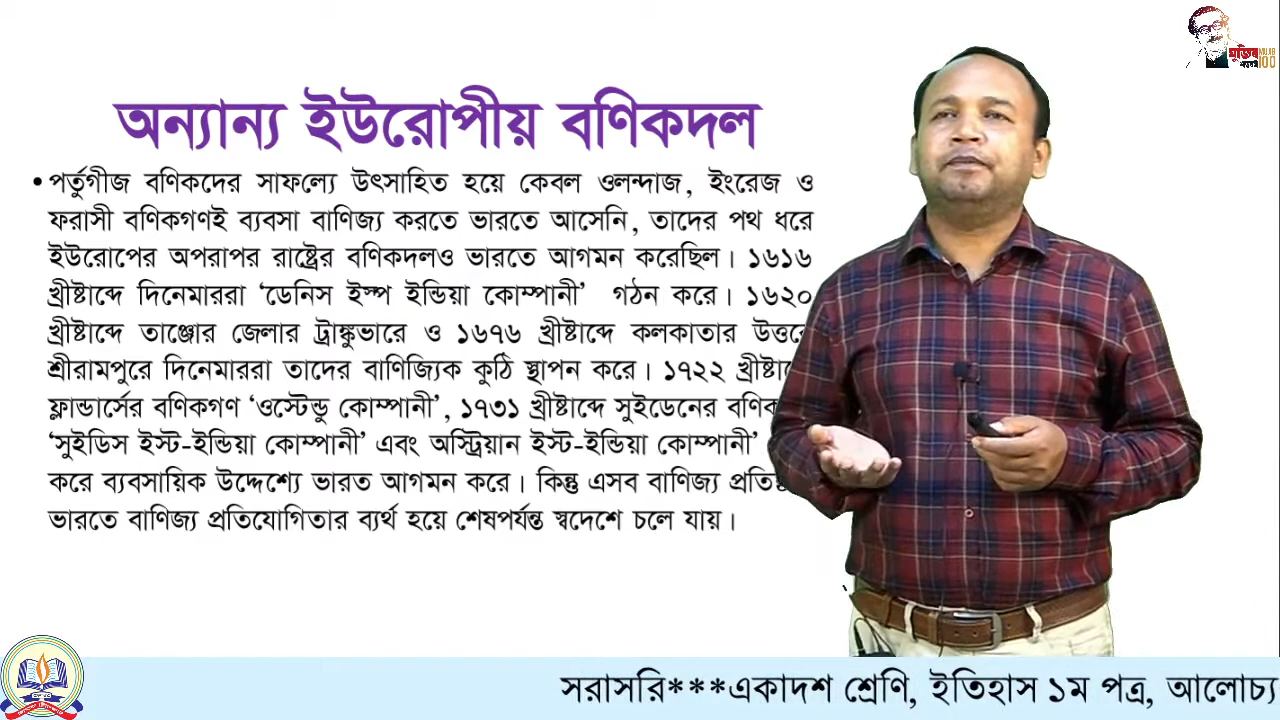 অন্যান্য ইউরোপীয় বণিকদল
• পর্তুগীজ বণিকদের সাফল্যে উৎসাহিত হয়ে কেবল ওলন্দাজ, ইংরেজ ও
ফরাসী বণিকগণই ব্যবসা বাণিজ্য করতে ভারতে আসেনি, তাদের পথ ধরে
ইউরোপের অপরাপর রাষ্ট্রের বণিকদলও ভারতে আগমন করেছিল। ১৬১৬
খ্রীষ্টাব্দে দিনেমাররা ‘ডেনিস ইস্প ইন্ডিয়া কোম্পানী’ গঠন করে। ১৬২০
খ্রীষ্টাব্দে তাঞ্জোর জেলার ট্রাঙ্কুভারে ও ১৬৭৬ খ্রীষ্টাব্দে কলকাতার
শ্রীরামপুরে দিনেমাররা তাদের বাণিজ্যিক কুঠি স্থাপন করে। ১৭২২
ফ্লান্ডার্সের বণিকগণ ‘ওস্টেন্ডু কোম্পানী’, ১৭৩১ খ্রীষ্টাব্দে সুইডেনের
‘সুইডিস ইস্ট-ইন্ডিয়া কোম্পানী’ এবং অস্ট্রিয়ান ইস্ট-ইন্ডিয়া কোম্পানী’
করে ব্যবসায়িক উদ্দেশ্যে ভারত আগমন করে। কিন্তু এসব বাণিজ্য
ভারতে বাণিজ্য প্রতিযোগিতার ব্যর্থ হয়ে শেষপর্যন্ত স্বদেশে চলে যায়।
মুজিব MUJIB
100
সরাসরি***একাদশ শ্রেণি, ইতিহাস ১ম পত্র, আলোচ্য